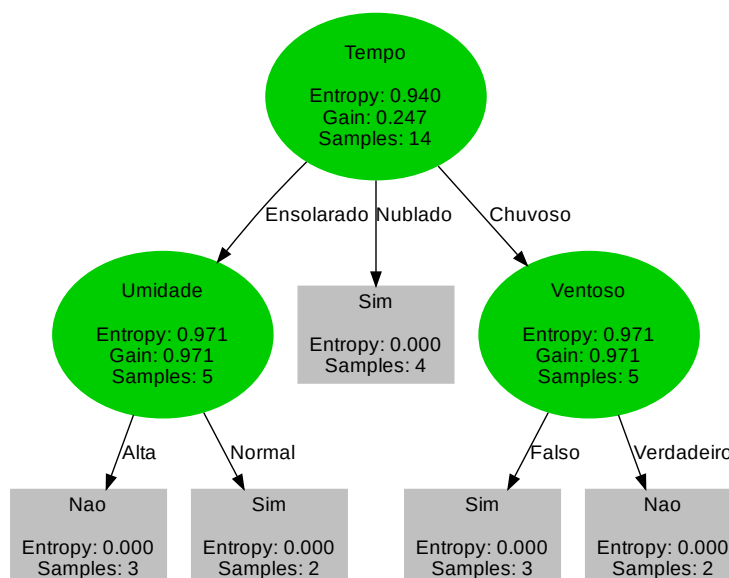 Tempo
Entropy: 0.940
Gain: 0.247
Samples: 14
Ensolarado
Nublado
Chuvoso
Umidade
Entropy: 0.971
Gain: 0.971
Samples: 5
Sim
Entropy: 0.000
Samples: 4
Ventoso
Entropy: 0.971
Gain: 0.971
Samples: 5
Alta
Normal
Falso
Verdadeiro
Nao
Entropy: 0.000
Samples: 3
Sim
Entropy: 0.000
Samples: 2
Sim
Entropy: 0.000
Samples: 3
Nao
Entropy: 0.000
Samples: 2